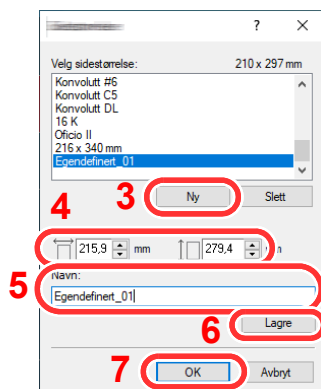 ? ×
Velg sidestørrelse: 210 x 297 mm
Konvolutt #6
Konvolutt C5
Konvolutt DL
16 K
Oficio II
216 x 340 mm
Egendefinert_01
3 Ny Slett
4
215,9 mm 279,4
5 Navn:
Egendefinert_01
6 Lagre
7 OK Avbryt